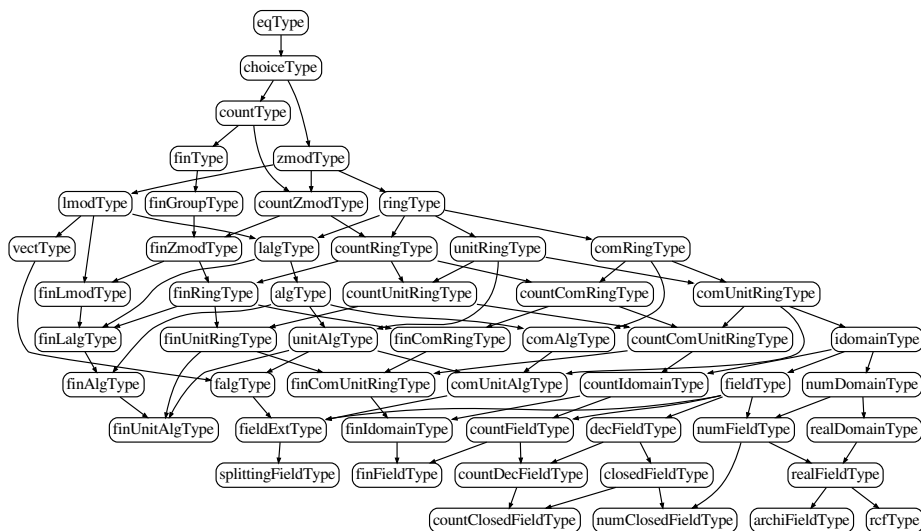 eqType
choiceType
countType
finType zmodType
lmodType finGroupType countZmodType ringType
vectType finZmodType lalgType countRingType unitRingType comRingType
finLmodType finRingType algType countUnitRingType countComRingType comUnitRingType
finLalgType finUnitRingType unitAlgType finComRingType comAlgType countComUnitRingType idomainType
finAlgType falgType finComUnitRingType comUnitAlgType countIdomainType fieldType numDomainType
finUnitAlgType fieldExtType finIdomainType countFieldType decFieldType numFieldType realDomainType
splittingFieldType finFieldType countDecFieldType closedFieldType realFieldType
countClosedFieldType numClosedFieldType archiFieldType rcfType